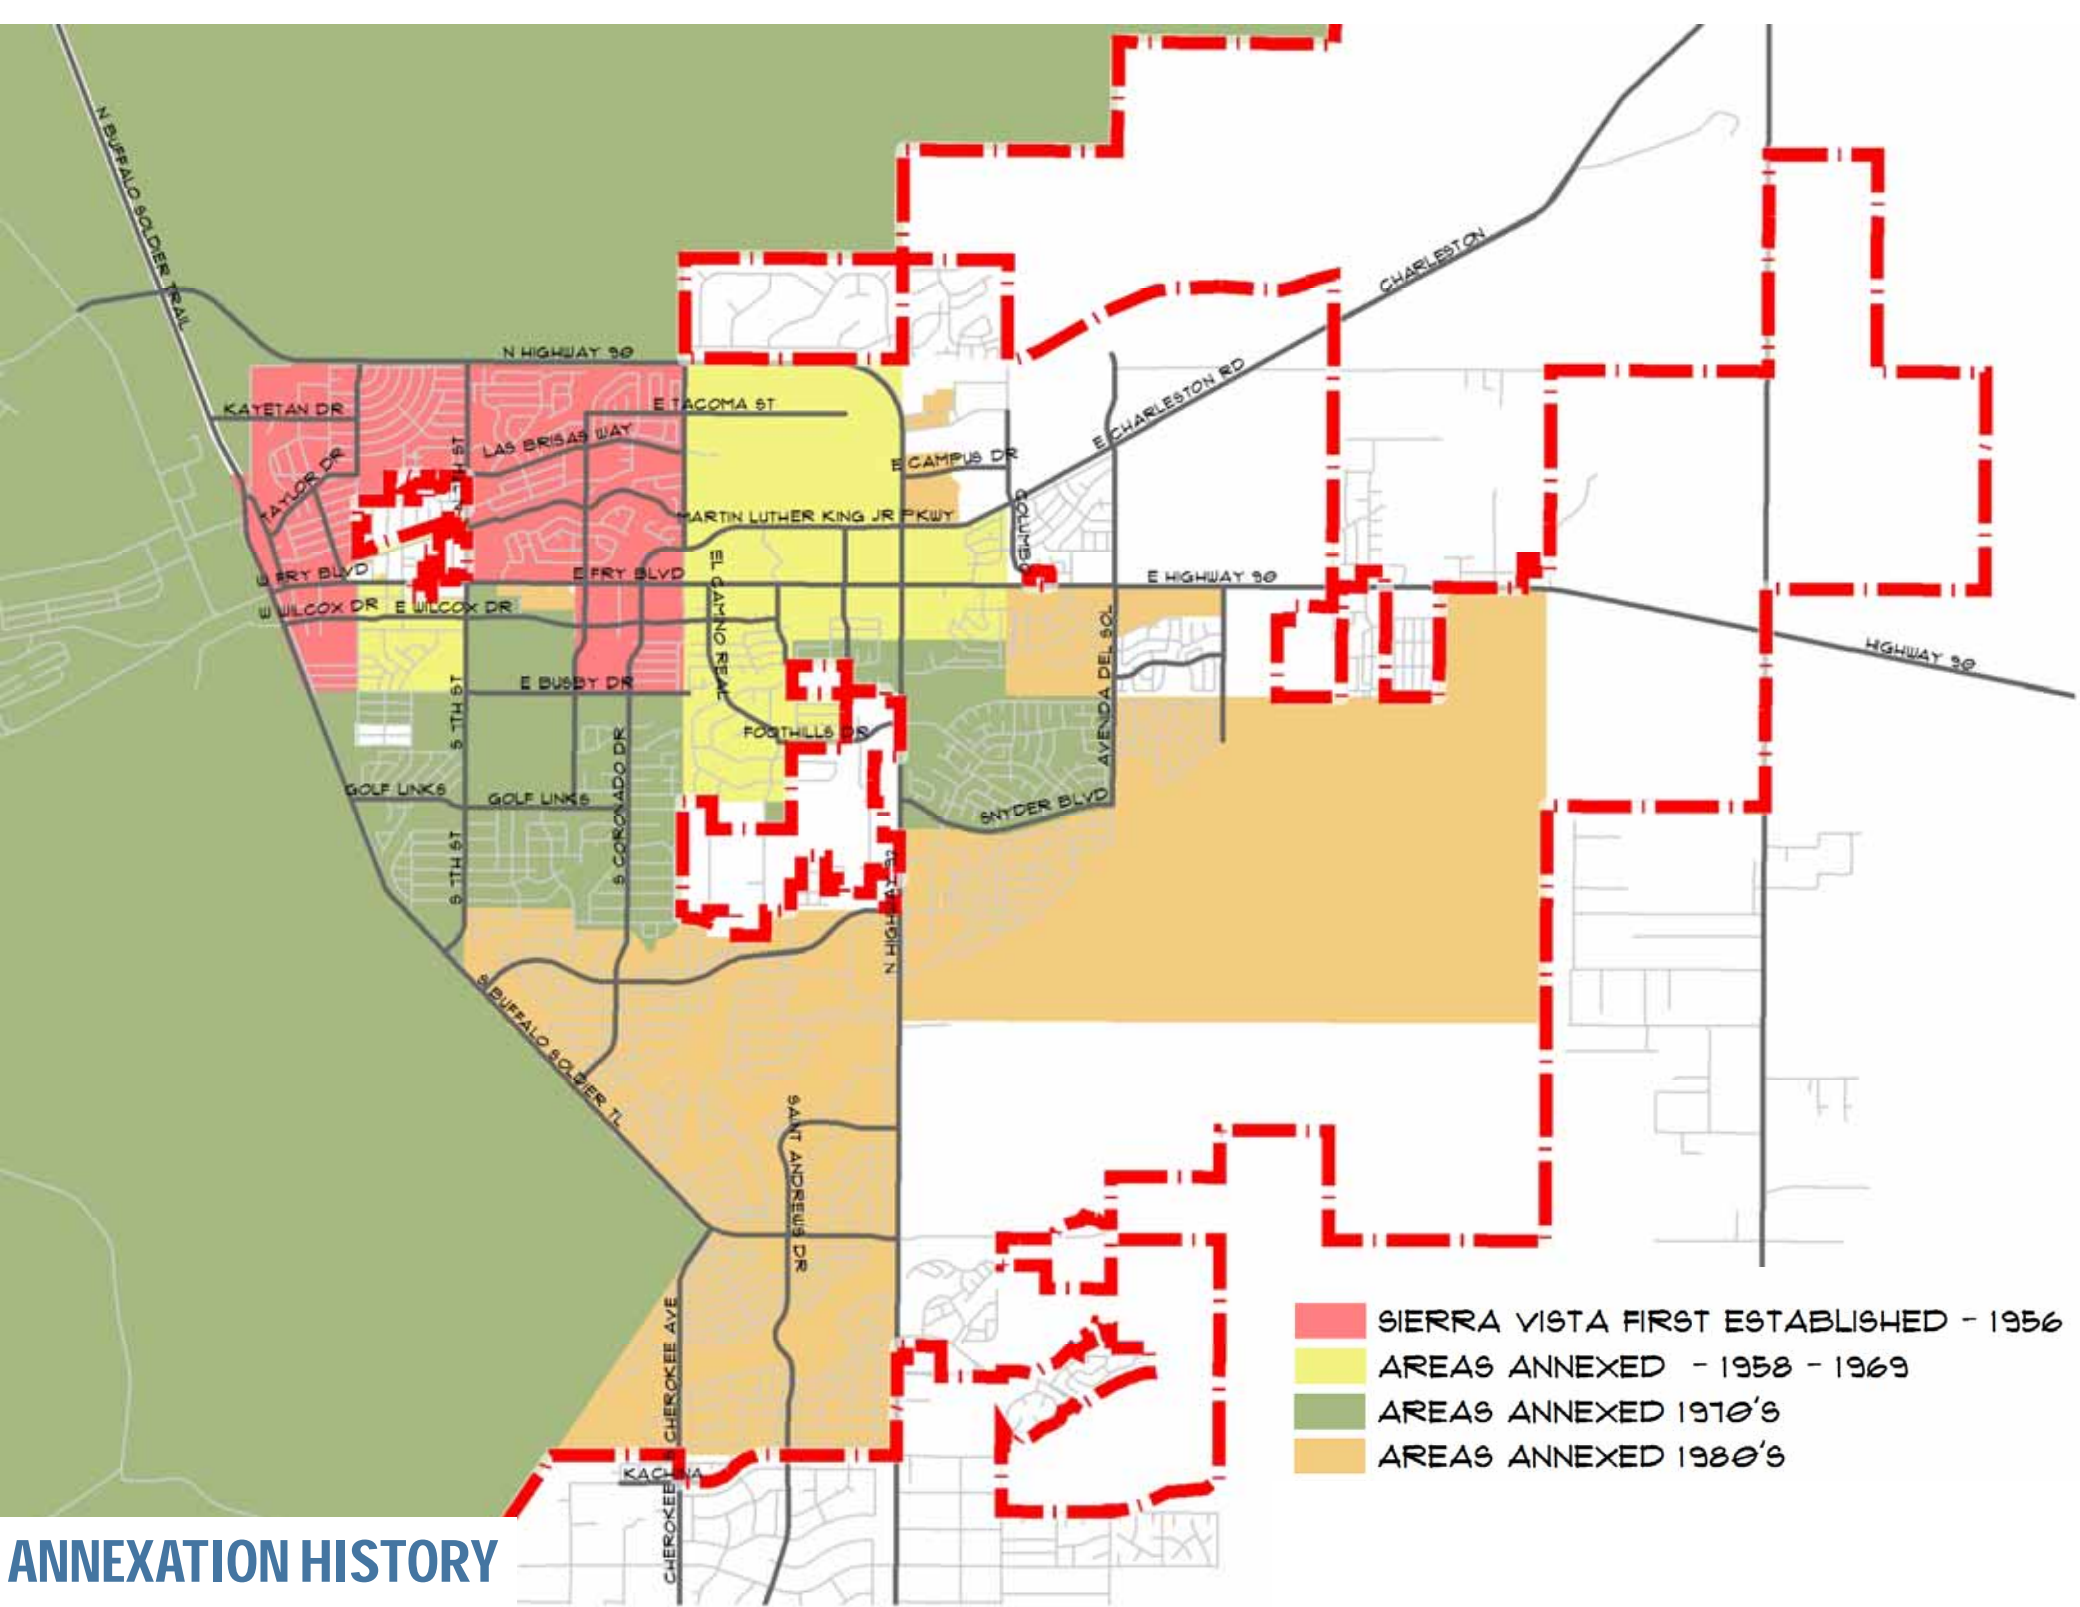 N BUFFALO SOLDIER TRAIL
CHARLESTON
N HIGHWAY 90
E CHARLESTON RD
KAYETAN DR
E TACOMA ST
LAS BRISAS WAY
N 7TH ST
TAYLOR DR
E CAMPUS DR
MARTIN LUTHER KING JR PKWY
EL CAMINO REAL
E FRY BLVD
E HIGHWAY 90
W FRY BLVD
E WILCOX DR
E WILCOX DR
HIGHWAY 90
AVENIDA DEL SOL
E BUSBY DR
S 7TH ST
FOOTHILLS DR
S CORONADO DR
GOLF LINKS
GOLF LINKS
SNYDER BLVD
S 7TH ST
N HIGHWAY 92
S BUFFALO SOLDIER TL
SAINT ANDREWS DR
S CHEROKEE AVE
KACHINA
CHEROKEE
SIERRA VISTA FIRST ESTABLISHED - 1956
AREAS ANNEXED - 1958 - 1969
AREAS ANNEXED 1970'S
AREAS ANNEXED 1980'S
ANNEXATION HISTORY